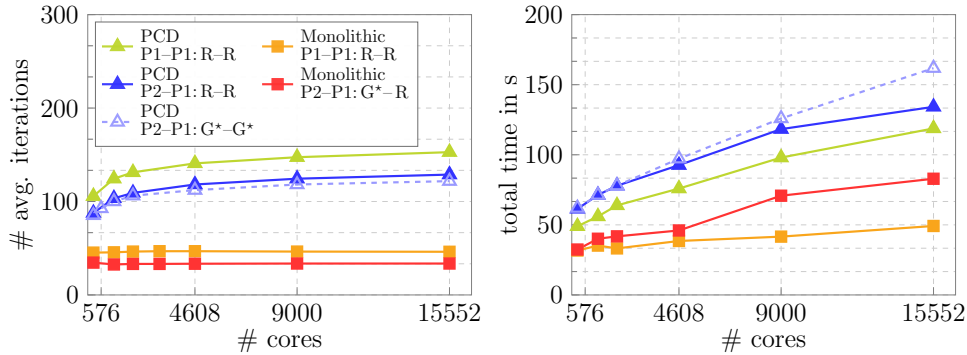 300
200
100
0
# avg. iterations
PCD
P1–P1: R–R
PCD
P2–P1: R–R
PCD
P2–P1: G*–G*
Monolithic
P1–P1: R–R
Monolithic
P2–P1: G*–R
576
4608
9000
15552
# cores
200
150
100
50
0
total time in s
576
4608
9000
15552
# cores